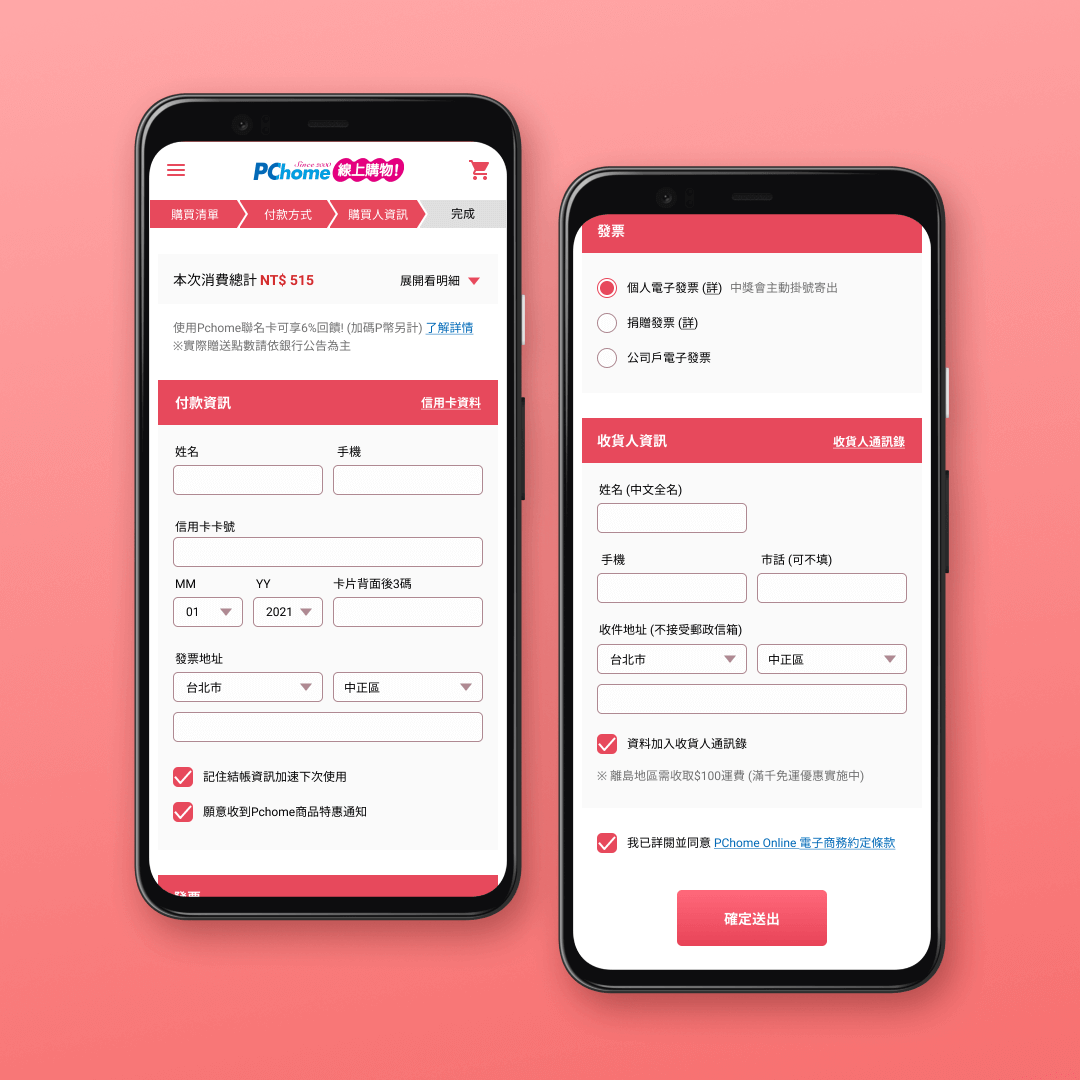 Since 2000
PChome 線上購物!
購買清單 付款方式 購買人資訊 完成
本次消費總計 NT$ 515 展開看明細
使用Pchome聯名卡可享6%回饋! (加碼P幣另計) 了解詳情
※實際贈送點數請依銀行公告為主
付款資訊 信用卡資料
姓名 手機
信用卡卡號
MM YY 卡片背面後3碼
01 2021
發票地址
台北市 中正區
記住結帳資訊加速下次使用
願意收到Pchome商品特惠通知
發票
發票
個人電子發票 (詳) 中獎會主動掛號寄出
捐贈發票 (詳)
公司戶電子發票
收貨人資訊 收貨人通訊錄
姓名 (中文全名)
手機 市話 (可不填)
收件地址 (不接受郵政信箱)
台北市 中正區
資料加入收貨人通訊錄
※ 離島地區需收取$100運費 (滿千免運優惠實施中)
我已詳閱並同意 PChome Online 電子商務約定條款
確定送出